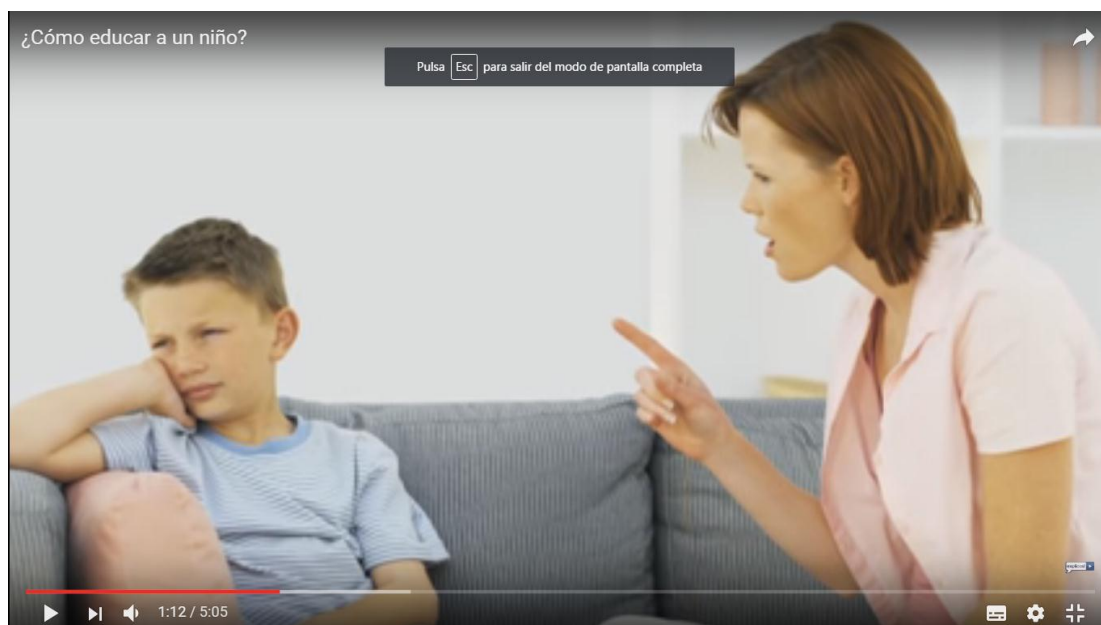 ¿Cómo educar a un niño?
Pulsa Esc para salir del modo de pantalla completa
1:12 / 5:05